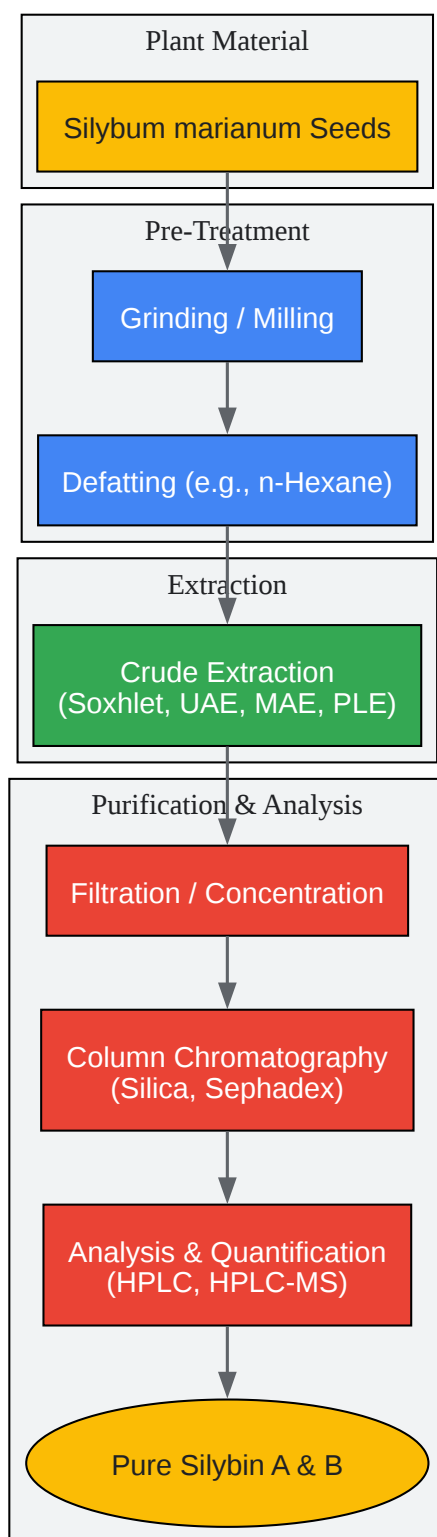 Plant Material
Silybum marianum Seeds
Pre-Treatment
Grinding / Milling
Defatting (e.g., n-Hexane)
Extraction
Crude Extraction
(Soxhlet, UAE, MAE, PLE)
Purification & Analysis
Filtration / Concentration
Column Chromatography
(Silica, Sephadex)
Analysis & Quantification
(HPLC, HPLC-MS)
Pure Silybin A & B